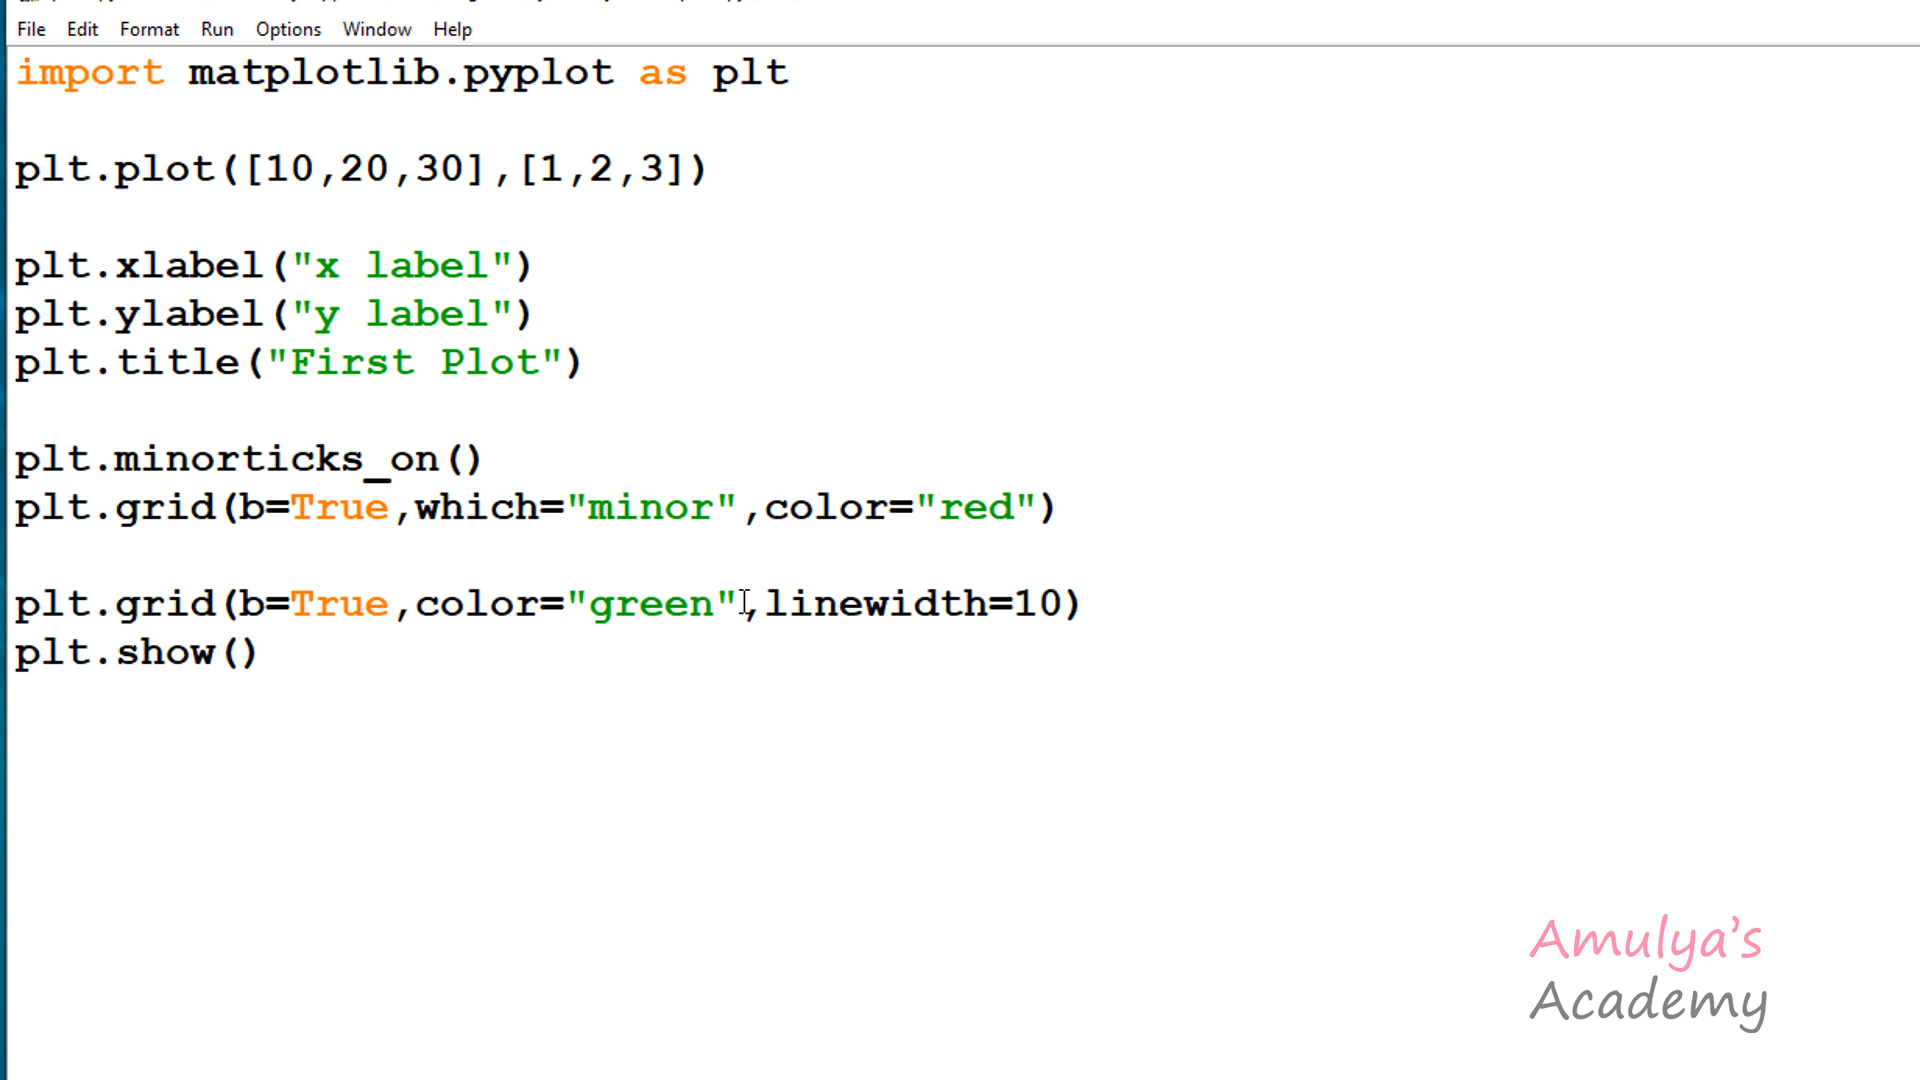 File Edit Format Run Options Window Help
import matplotlib.pyplot as plt
plt.plot([10,20,30],[1,2,3])
plt.xlabel("x label")
plt.ylabel("y label")
plt.title("First Plot")
plt.minorticks_on()
plt.grid(b=True,which="minor",color="red")
plt.grid(b=True,color="green",linewidth=10)
plt.show()
Amulya's
Academy